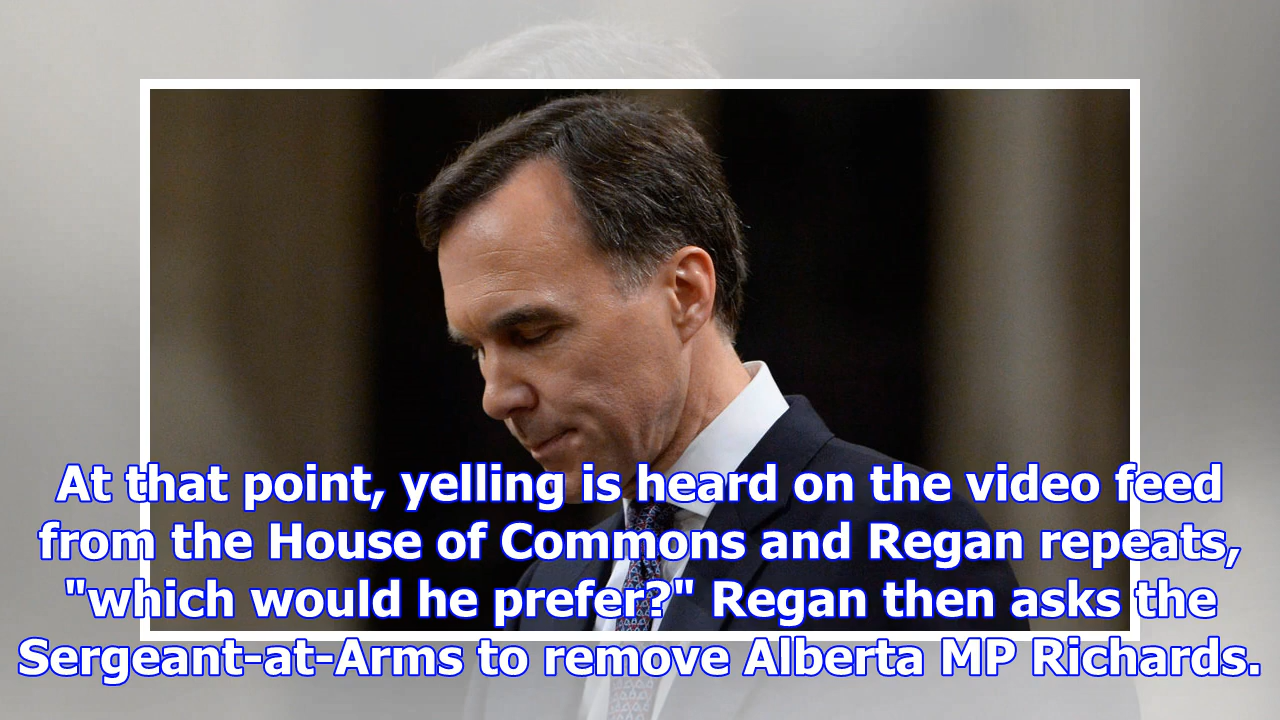 At that point, yelling is heard on the video feed
from the House of Commons and Regan repeats,
"which would he prefer?" Regan then asks the
Sergeant-at-Arms to remove Alberta MP Richards.